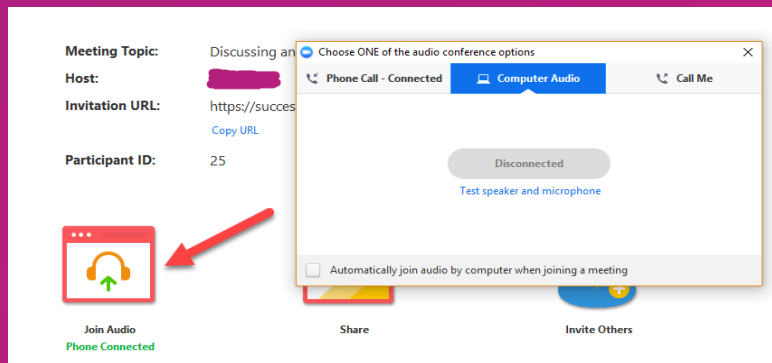 Meeting Topic: Discussing an
Host:
Invitation URL: https://succes
Copy URL
Participant ID: 25
Choose ONE of the audio conference options
Phone Call - Connected Computer Audio Call Me
Disconnected
Test speaker and microphone
Automatically join audio by computer when joining a meeting
Join Audio Share Invite Others
Phone Connected